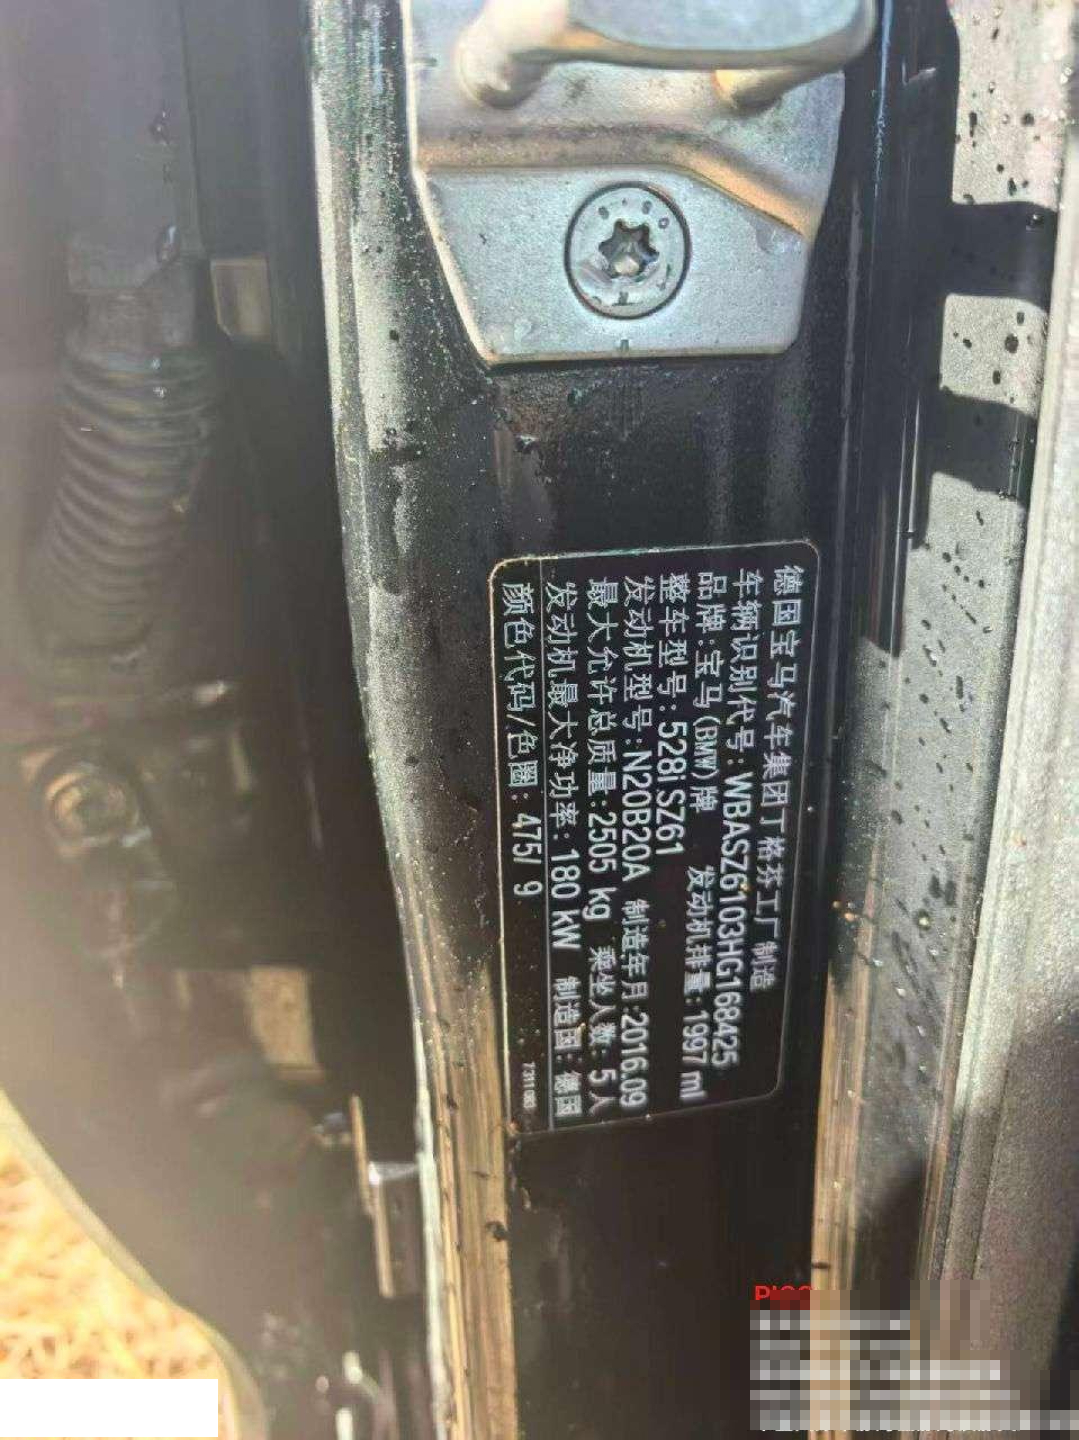 德国宝马汽车集团丁格芬工厂 制造
车辆识别代号:WBASZ6103HG168425
品牌:宝马(BMW)牌 发动机排量:1997 ml
整车型号:528i SZ61
发动机型号:N20B20A 制造年月:2016.09
最大允许总质量:2505 kg 乘坐人数: 5人
发动机最大净功率:180 kW 制造国:德国
颜色代码/色圈: 475/ 9